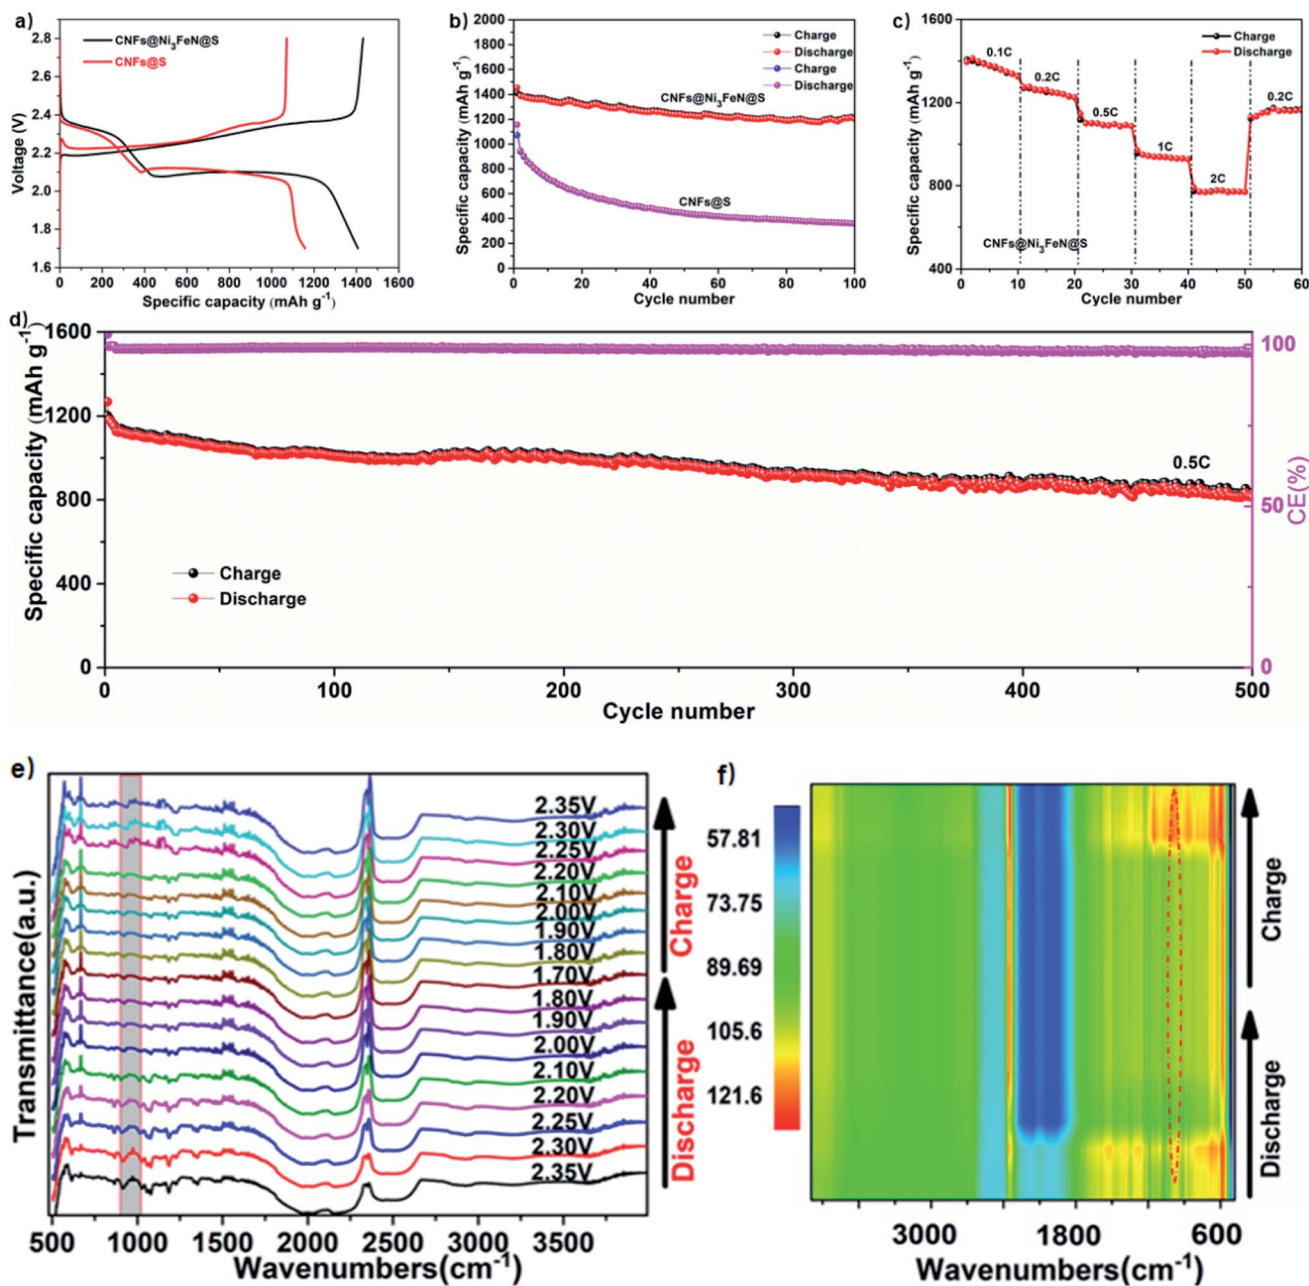 a)
2.8
2.6
2.4
2.2
2.0
1.8
1.6
Voltage (V)
CNFs@Ni₃FeN@S
CNFs@S
0 200 400 600 800 1000 1200 1400 1600
Specific capacity (mAh g⁻¹)
b)
2000
1800
1600
1400
1200
1000
800
600
400
200
0
Specific capacity (mAh g⁻¹)
Charge
Discharge
Charge
Discharge
CNFs@Ni₃FeN@S
CNFs@S
0 20 40 60 80 100
Cycle number
c)
1600
1200
800
400
Specific capacity (mAh g⁻¹)
Charge
Discharge
0.1C
0.2C
0.5C
1C
2C
0.2C
CNFs@Ni₃FeN@S
0 10 20 30 40 50 60
Cycle number
d)
1600
1200
800
400
0
Specific capacity (mAh g⁻¹)
0.5C
Charge
Discharge
100
50
0
CE(%)
0 100 200 300 400 500
Cycle number
e)
Transmittance(a.u.)
2.35V
2.30V
2.25V
2.20V
2.10V
2.00V
1.90V
1.80V
1.70V
1.80V
1.90V
2.00V
2.10V
2.20V
2.25V
2.30V
2.35V
Charge
Discharge
500 1000 1500 2000 2500 3000 3500
Wavenumbers(cm⁻¹)
f)
57.81
73.75
89.69
105.6
121.6
Charge
Discharge
3000 1800 600
Wavenumbers(cm⁻¹)